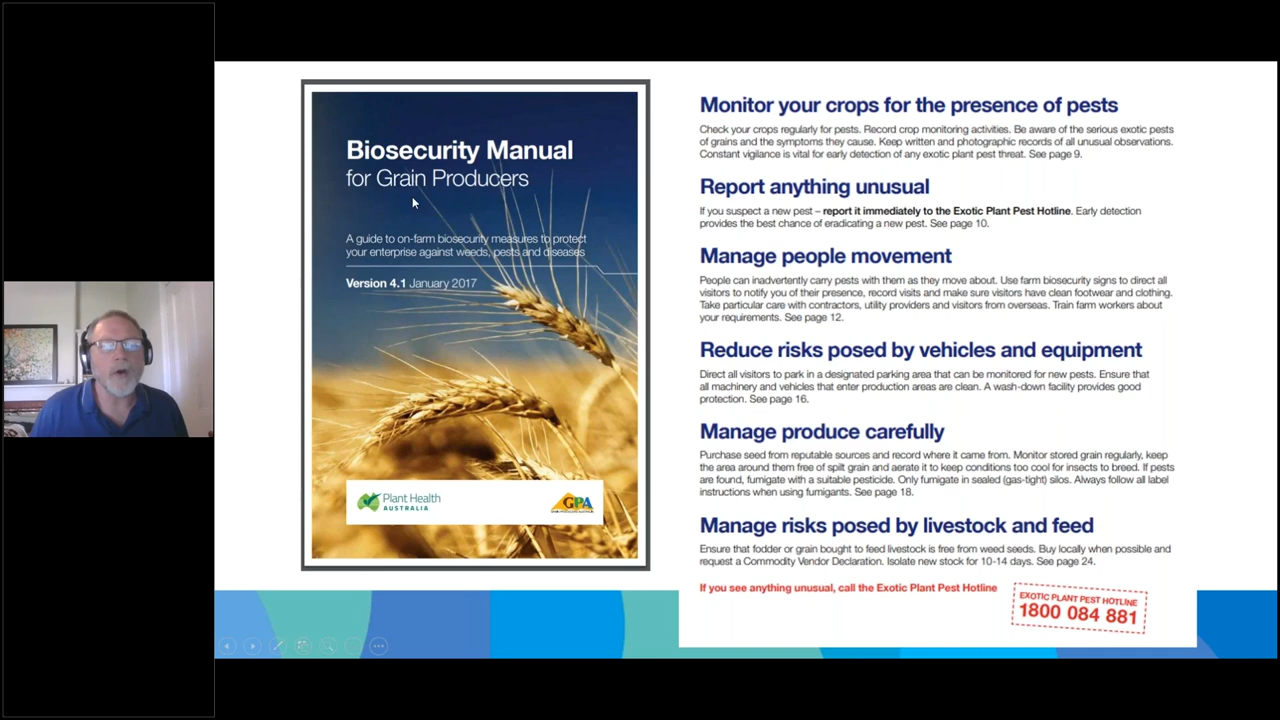 Biosecurity Manual
for Grain Producers
A guide to on-farm biosecurity measures to protect
your enterprise against weeds, pests and diseases
Version 4.1 January 2017
Plant Health
AUSTRALIA
GPA
Monitor your crops for the presence of pests
Check your crops regularly for pests. Record crop monitoring activities. Be aware of the serious exotic pests
of grains and the symptoms they cause. Keep written and photographic records of all unusual observations.
Constant vigilance is vital for early detection of any exotic plant pest threat. See page 9.
Report anything unusual
If you suspect a new pest – report it immediately to the Exotic Plant Pest Hotline. Early detection
provides the best chance of eradicating a new pest. See page 10.
Manage people movement
People can inadvertently carry pests with them as they move about. Use farm biosecurity signs to direct all
visitors to notify you of their presence, record visits and make sure visitors have clean footwear and clothing.
Take particular care with contractors, utility providers and visitors from overseas. Train farm workers about
your requirements. See page 12.
Reduce risks posed by vehicles and equipment
Direct all visitors to park in a designated parking area that can be monitored for new pests. Ensure that
all machinery and vehicles that enter production areas are clean. A wash-down facility provides good
protection. See page 16.
Manage produce carefully
Purchase seed from reputable sources and record where it came from. Monitor stored grain regularly, keep
the area around them free of spilt grain and aerate it to keep conditions too cool for insects to breed. If pests
are found, fumigate with a suitable pesticide. Only fumigate in sealed (gas-tight) silos. Always follow all label
instructions when using fumigants. See page 18.
Manage risks posed by livestock and feed
Ensure that fodder or grain bought to feed livestock is free from weed seeds. Buy locally when possible and
request a Commodity Vendor Declaration. Isolate new stock for 10-14 days. See page 24.
If you see anything unusual, call the Exotic Plant Pest Hotline
EXOTIC PLANT PEST HOTLINE
1800 084 881